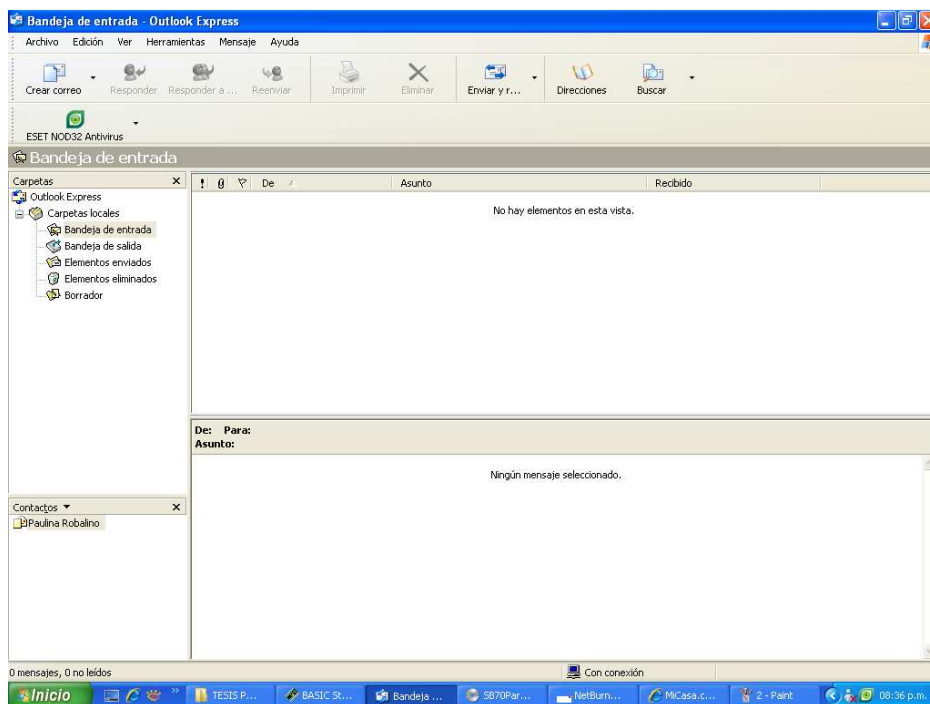 Bandeja de entrada - Outlook Express
Archivo Edición Ver Herramientas Mensaje Ayuda
Crear correo Responder Responder a ... Reenviar Imprimir Eliminar Enviar y r... Direcciones Buscar
ESET NOD32 Antivirus
Bandeja de entrada
Carpetas
! De Asunto Recibido
Outlook Express
Carpetas locales
Bandeja de entrada
Bandeja de salida
Elementos enviados
Elementos eliminados
Borrador
No hay elementos en esta vista.
De: Para:
Asunto:
Ningún mensaje seleccionado.
Contactos
Paulina Robalino
0 mensajes, 0 no leídos
Con conexión
Inicio TESIS P... BASIC St... Bandeja ... SB70Par... NetBurn... MiCasa.c... 2 - Paint 08:36 p.m.